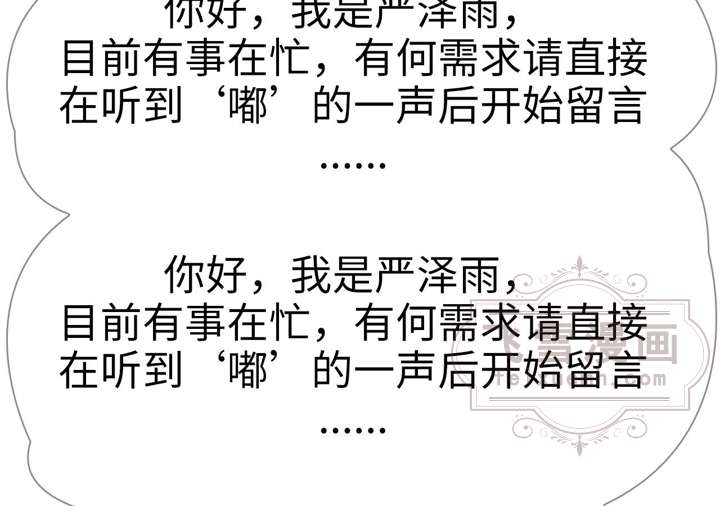 你好，我是严泽雨，
目前有事在忙，有何需求请直接
在听到‘嘟’的一声后开始留言
……
你好，我是严泽雨，
目前有事在忙，有何需求请直接
在听到‘嘟’的一声后开始留言
……
飞雪漫画